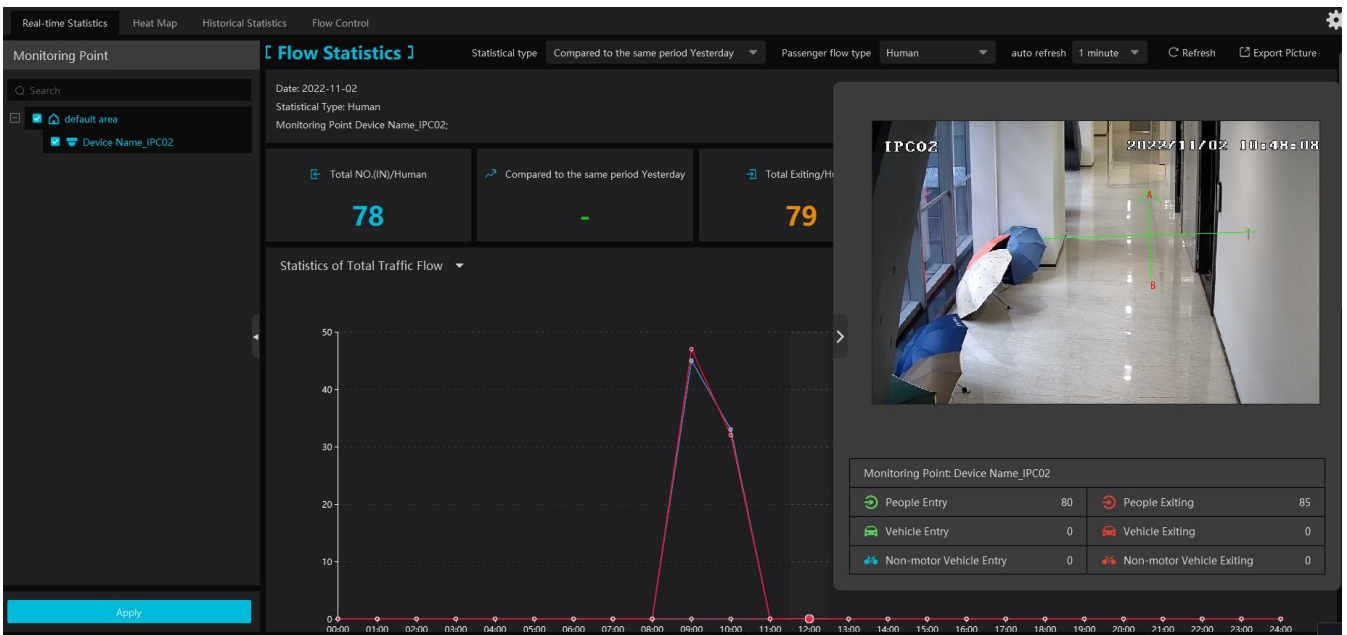 Real-time Statistics Heat Map Historical Statistics Flow Control
Monitoring Point
Search
default area
Device Name_IPC02
Apply
[ Flow Statistics ] Statistical type Compared to the same period Yesterday Passenger flow type Human auto refresh 1 minute Refresh Export Picture
Date: 2022-11-02
Statistical Type: Human
Monitoring Point Device Name_IPC02;
Total NO.(IN)/Human Compared to the same period Yesterday Total Exiting/H
78 - 79
Statistics of Total Traffic Flow
50
40
30
20
10
0
00:00 01:00 02:00 03:00 04:00 05:00 06:00 07:00 08:00 09:00 10:00 11:00 12:00 13:00 14:00 15:00 16:00 17:00 18:00 19:00 20:00 21:00 22:00 23:00 24:00
IPC02 2022/11/02 10:48:08
A
1
B
Monitoring Point: Device Name_IPC02
People Entry 80 People Exiting 85
Vehicle Entry 0 Vehicle Exiting 0
Non-motor Vehicle Entry 0 Non-motor Vehicle Exiting 0